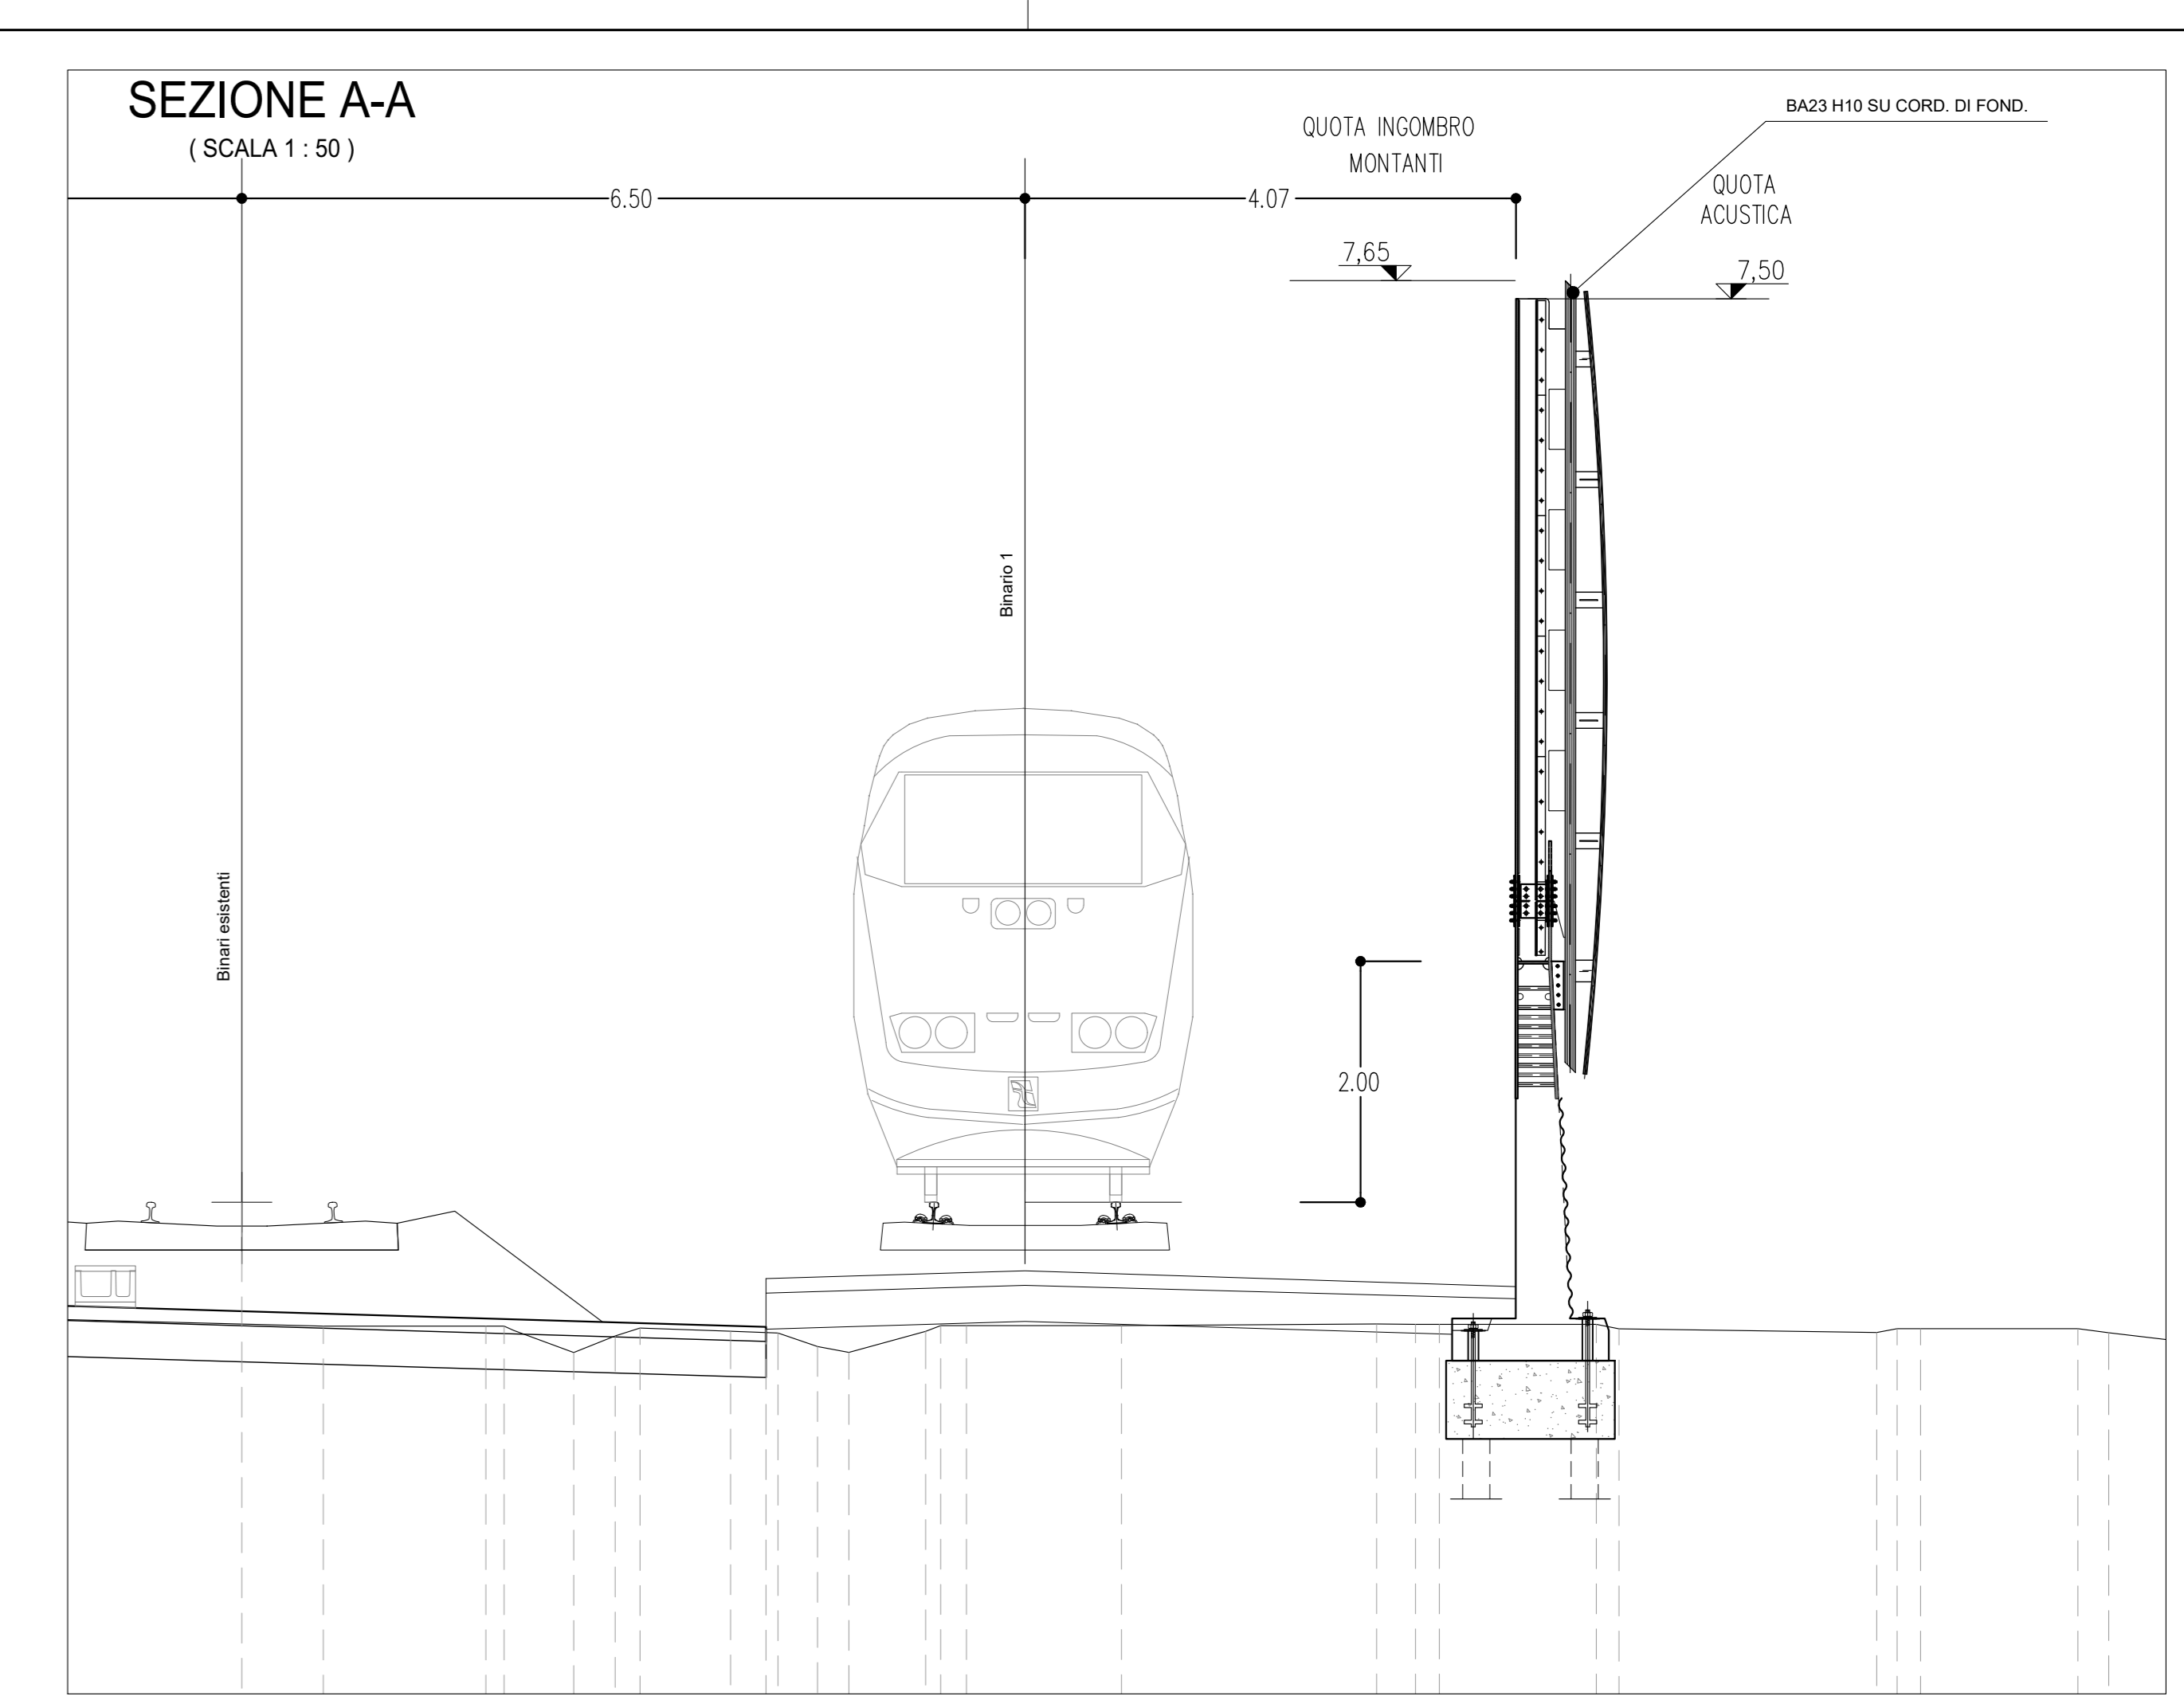 SEZIONE A-A
( SCALA 1 : 50 )
QUOTA INGOMBRO
MONTANTI
BA23 H10 SU CORD. DI FOND.
QUOTA
ACUSTICA
6.50
4.07
7,65
7,50
Binario 1
Binari esistenti
2.00